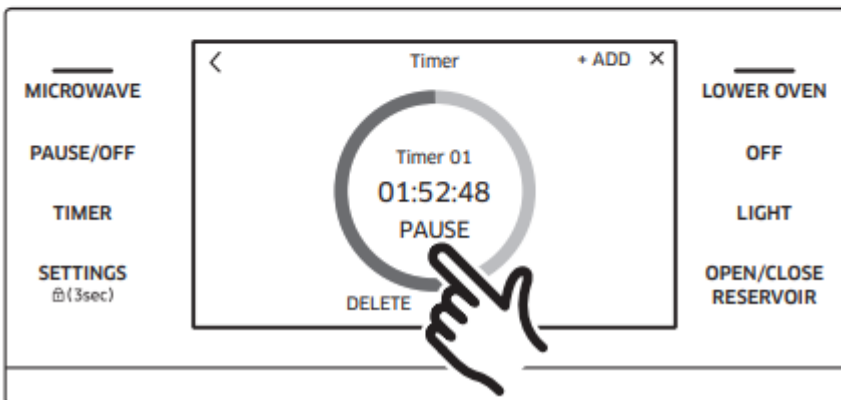 MICROWAVE
PAUSE/OFF
TIMER
SETTINGS
(3sec)
Timer
+ ADD ×
Timer 01
01:52:48
PAUSE
DELETE
LOWER OVEN
OFF
LIGHT
OPEN/CLOSE
RESERVOIR